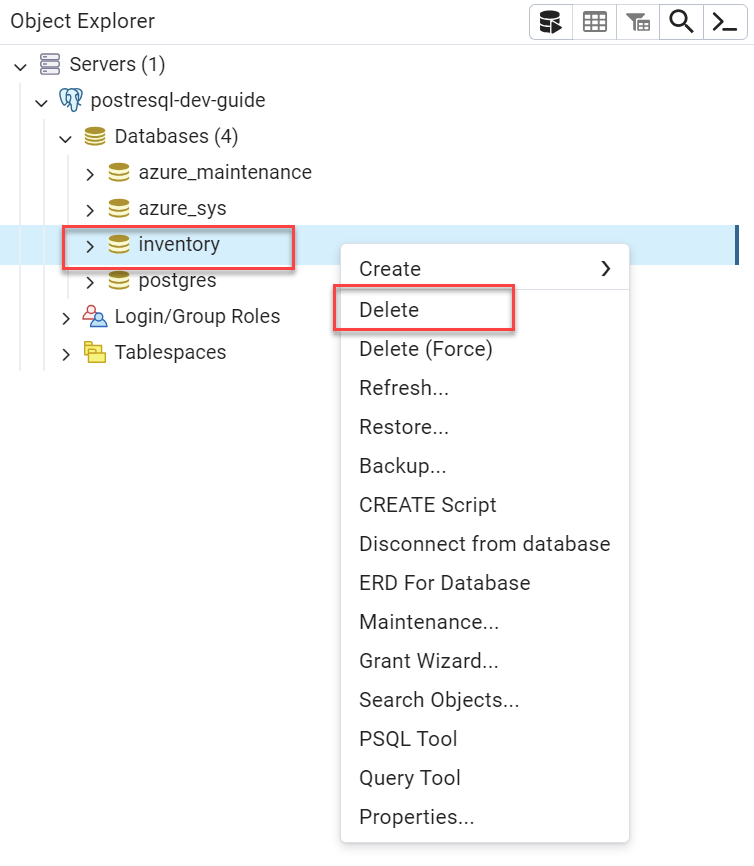 Object Explorer
Servers (1)
postresql-dev-guide
Databases (4)
azure_maintenance
azure_sys
inventory
postgres
Login/Group Roles
Tablespaces
Create
Delete
Delete (Force)
Refresh...
Restore...
Backup...
CREATE Script
Disconnect from database
ERD For Database
Maintenance...
Grant Wizard...
Search Objects...
PSQL Tool
Query Tool
Properties...